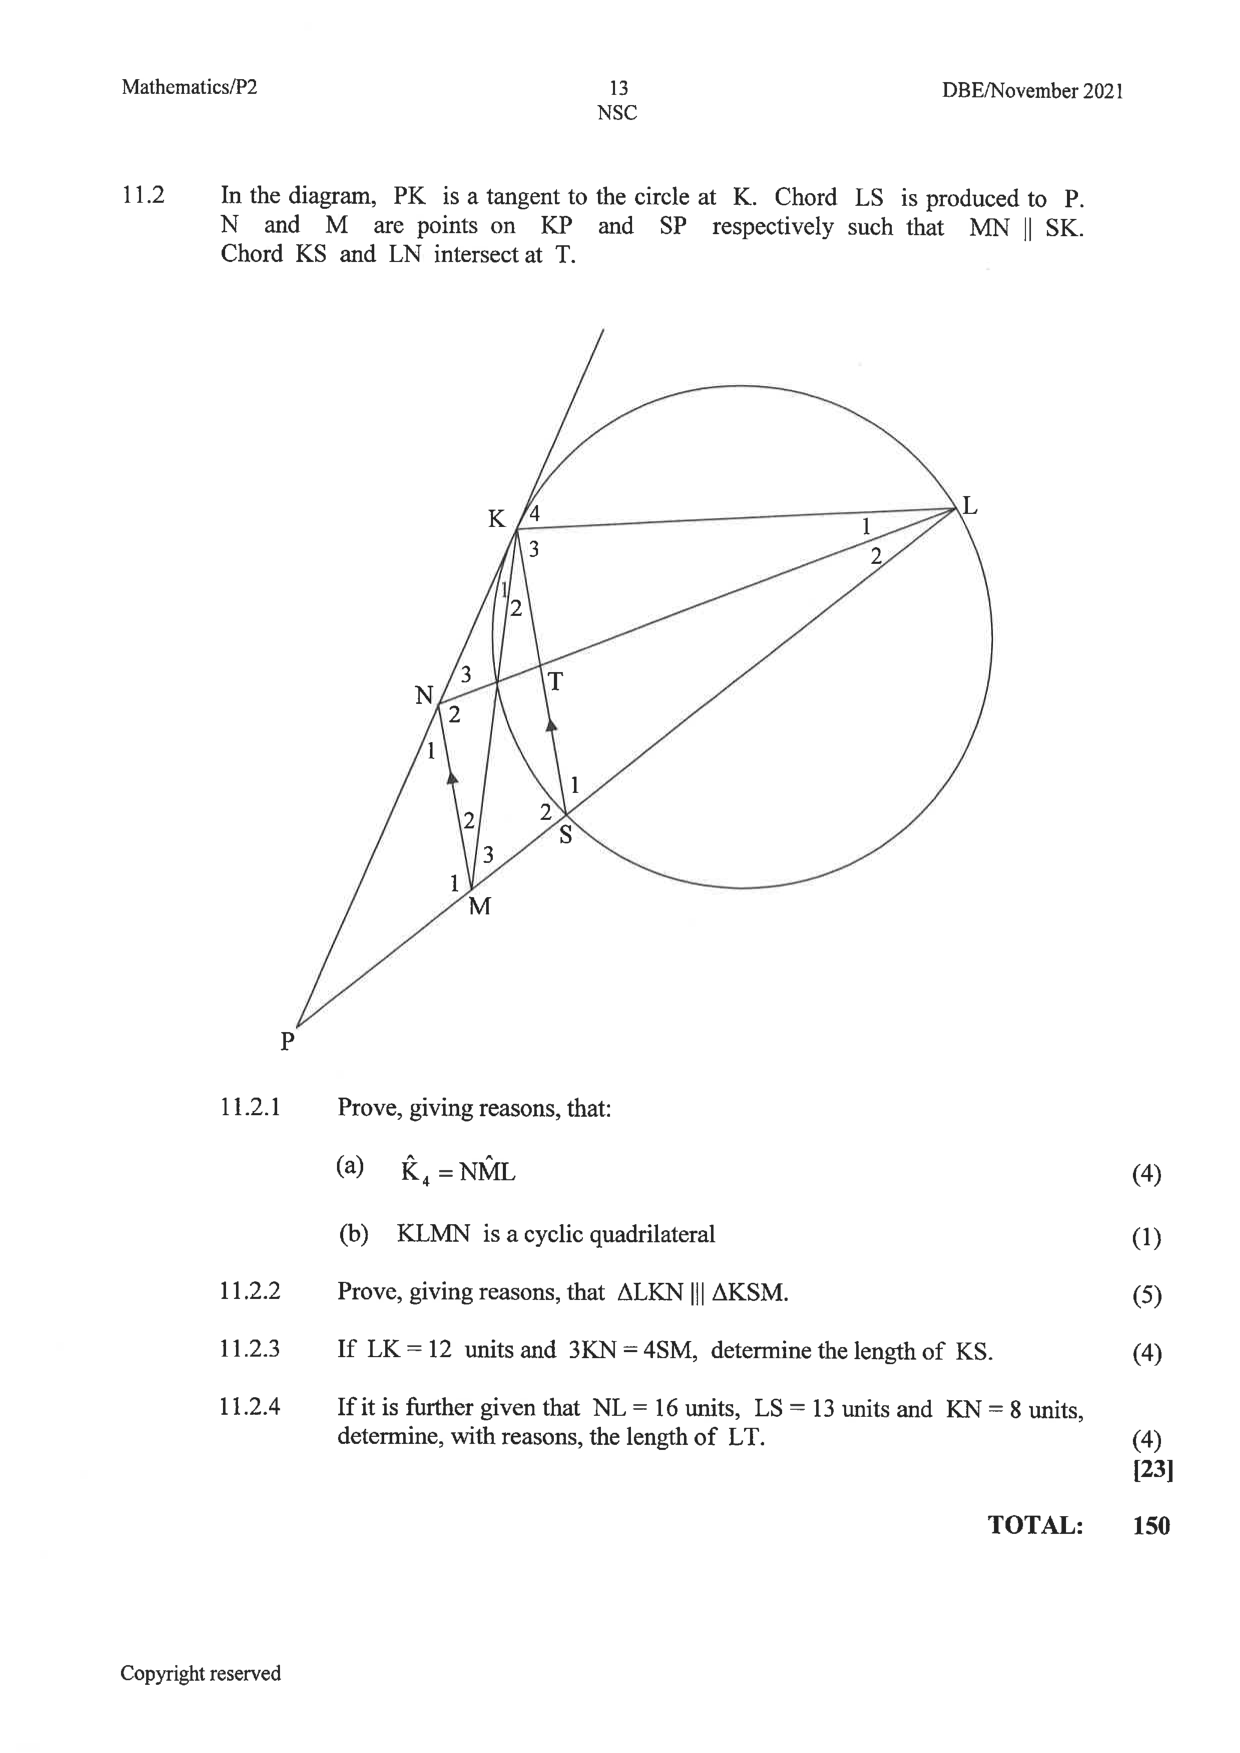 Mathematics/P2 13 DBE/November 2021
NSC
11.2 In the diagram, PK is a tangent to the circle at K. Chord LS is produced to P.
N and M are points on KP and SP respectively such that MN || SK.
Chord KS and LN intersect at T.
K 4 L
3 1
1 2
2
3 T
N 2
1 1
2 2 S
3
1 M
P
11.2.1 Prove, giving reasons, that:
(a) K̂₄ = NM̂L (4)
(b) KLMN is a cyclic quadrilateral (1)
11.2.2 Prove, giving reasons, that ΔLKN ||| ΔKSM. (5)
11.2.3 If LK = 12 units and 3KN = 4SM, determine the length of KS. (4)
11.2.4 If it is further given that NL = 16 units, LS = 13 units and KN = 8 units,
determine, with reasons, the length of LT. (4)
[23]
TOTAL: 150
Copyright reserved